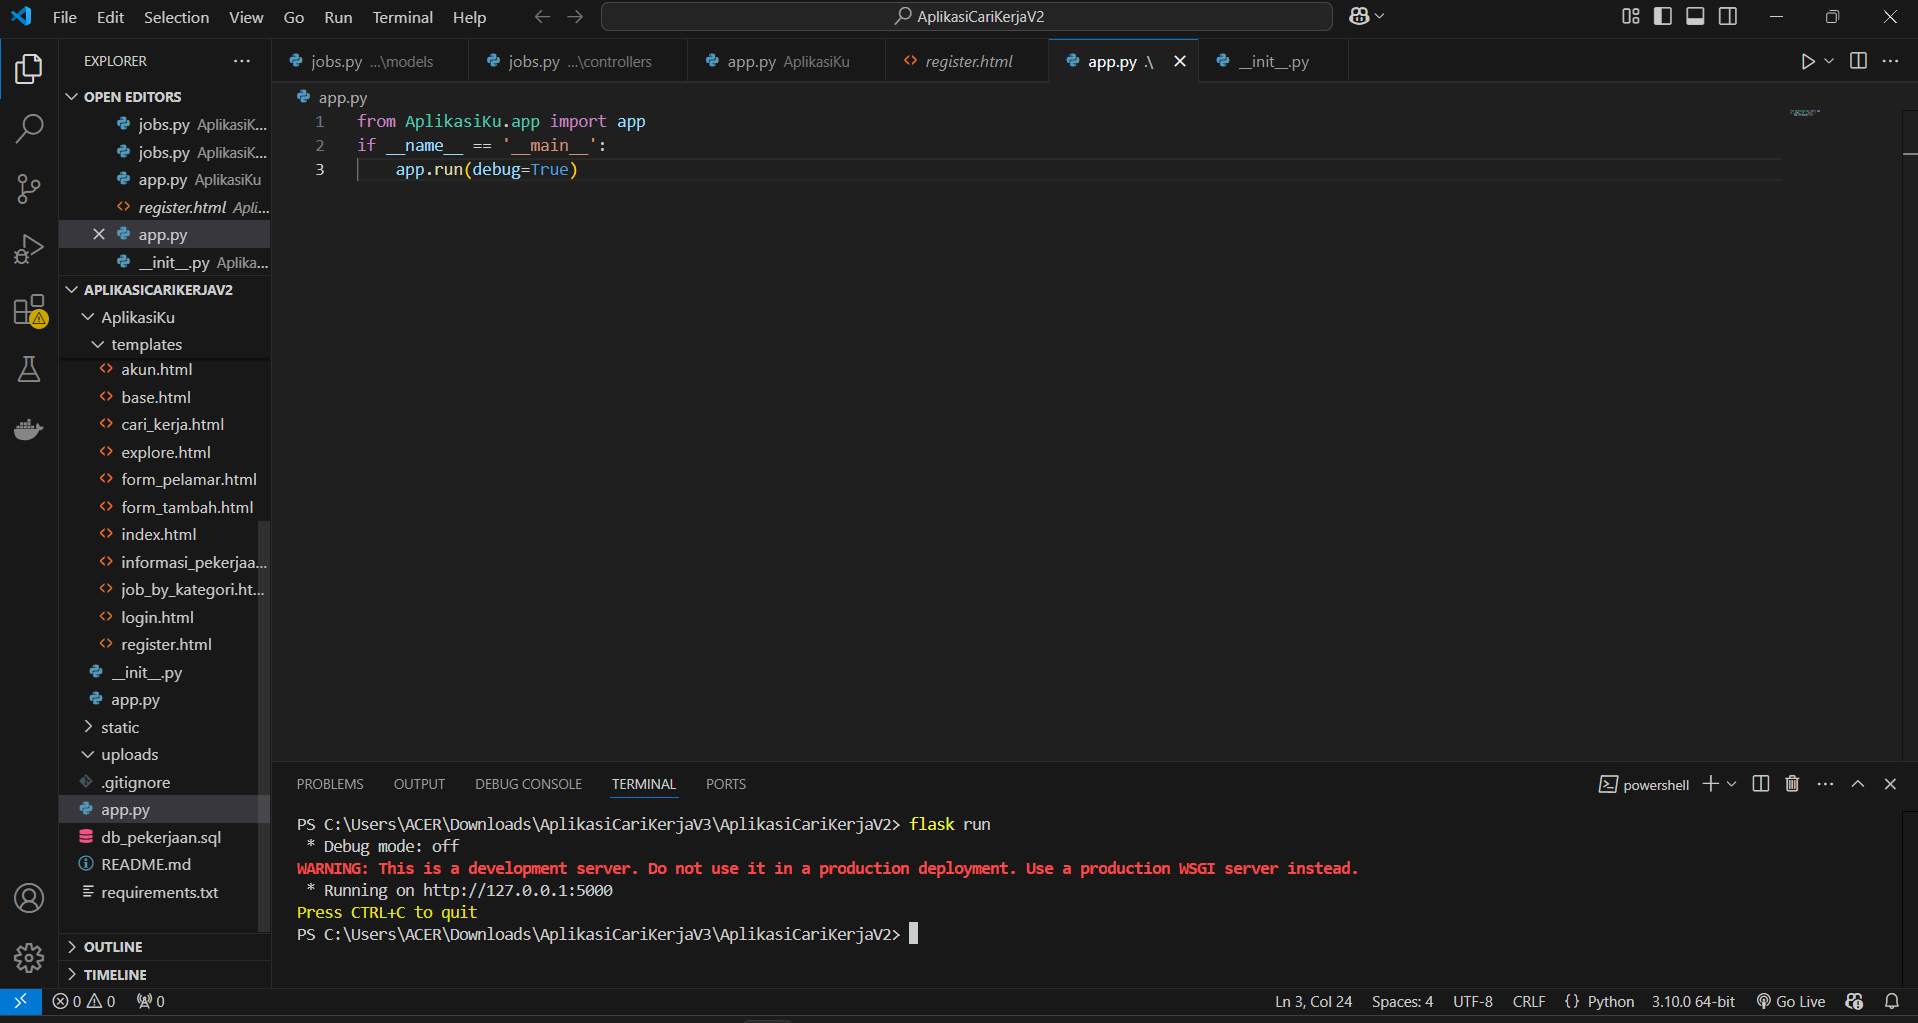 File Edit Selection View Go Run Terminal Help
AplikasiCariKerjaV2
EXPLORER
OPEN EDITORS
jobs.py AplikasiK...
jobs.py AplikasiK...
app.py AplikasiKu
register.html Apli...
app.py
__init__.py Aplika...
APLIKASICARIKERJAV2
AplikasiKu
templates
akun.html
base.html
cari_kerja.html
explore.html
form_pelamar.html
form_tambah.html
index.html
informasi_pekerjaa...
job_by_kategori.ht...
login.html
register.html
__init__.py
app.py
static
uploads
.gitignore
app.py
db_pekerjaan.sql
README.md
requirements.txt
OUTLINE
TIMELINE
jobs.py ...\models
jobs.py ...\controllers
app.py AplikasiKu
register.html
app.py .\
__init__.py
app.py
1 from AplikasiKu.app import app
2 if __name__ == '__main__':
3 app.run(debug=True)
PROBLEMS OUTPUT DEBUG CONSOLE TERMINAL PORTS
powershell
PS C:\Users\ACER\Downloads\AplikasiCariKerjaV3\AplikasiCariKerjaV2> flask run
* Debug mode: off
WARNING: This is a development server. Do not use it in a production deployment. Use a production WSGI server instead.
* Running on http://127.0.0.1:5000
Press CTRL+C to quit
PS C:\Users\ACER\Downloads\AplikasiCariKerjaV3\AplikasiCariKerjaV2>
0 0 0
Ln 3, Col 24 Spaces: 4 UTF-8 CRLF {} Python 3.10.0 64-bit Go Live